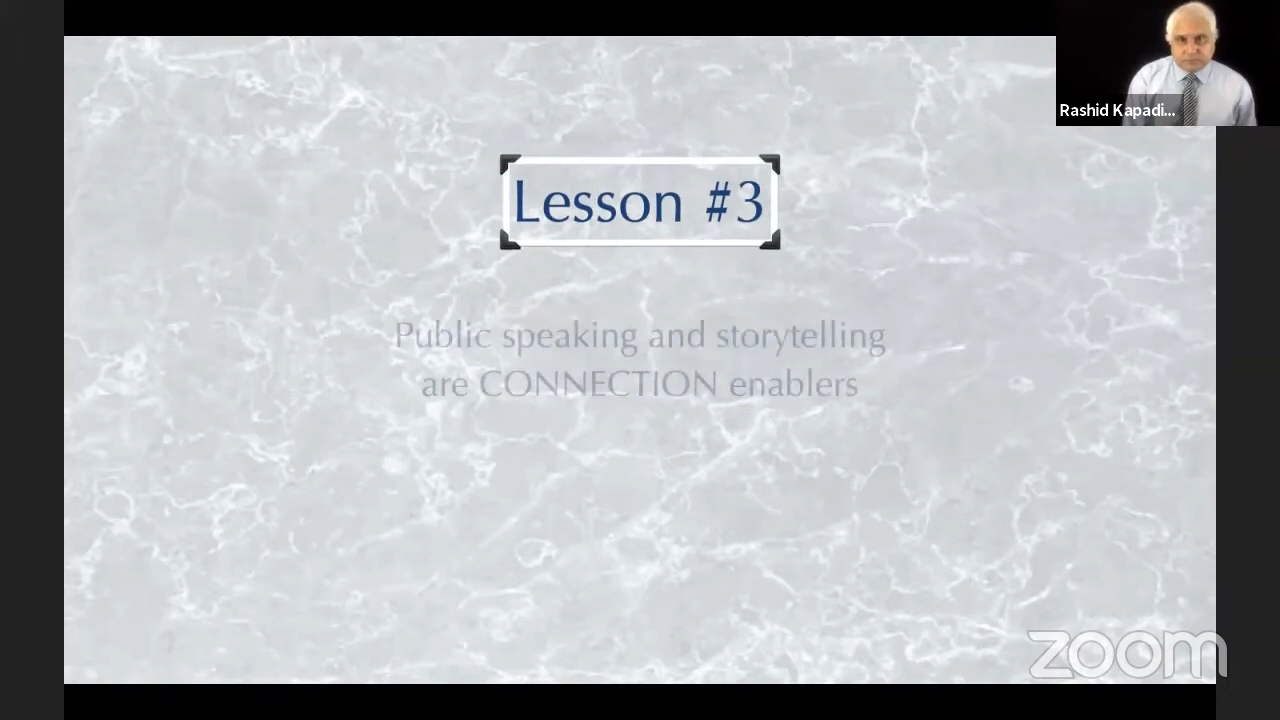 Rashid Kapadi...
Lesson #3
Public speaking and storytelling
are CONNECTION enablers
zoom